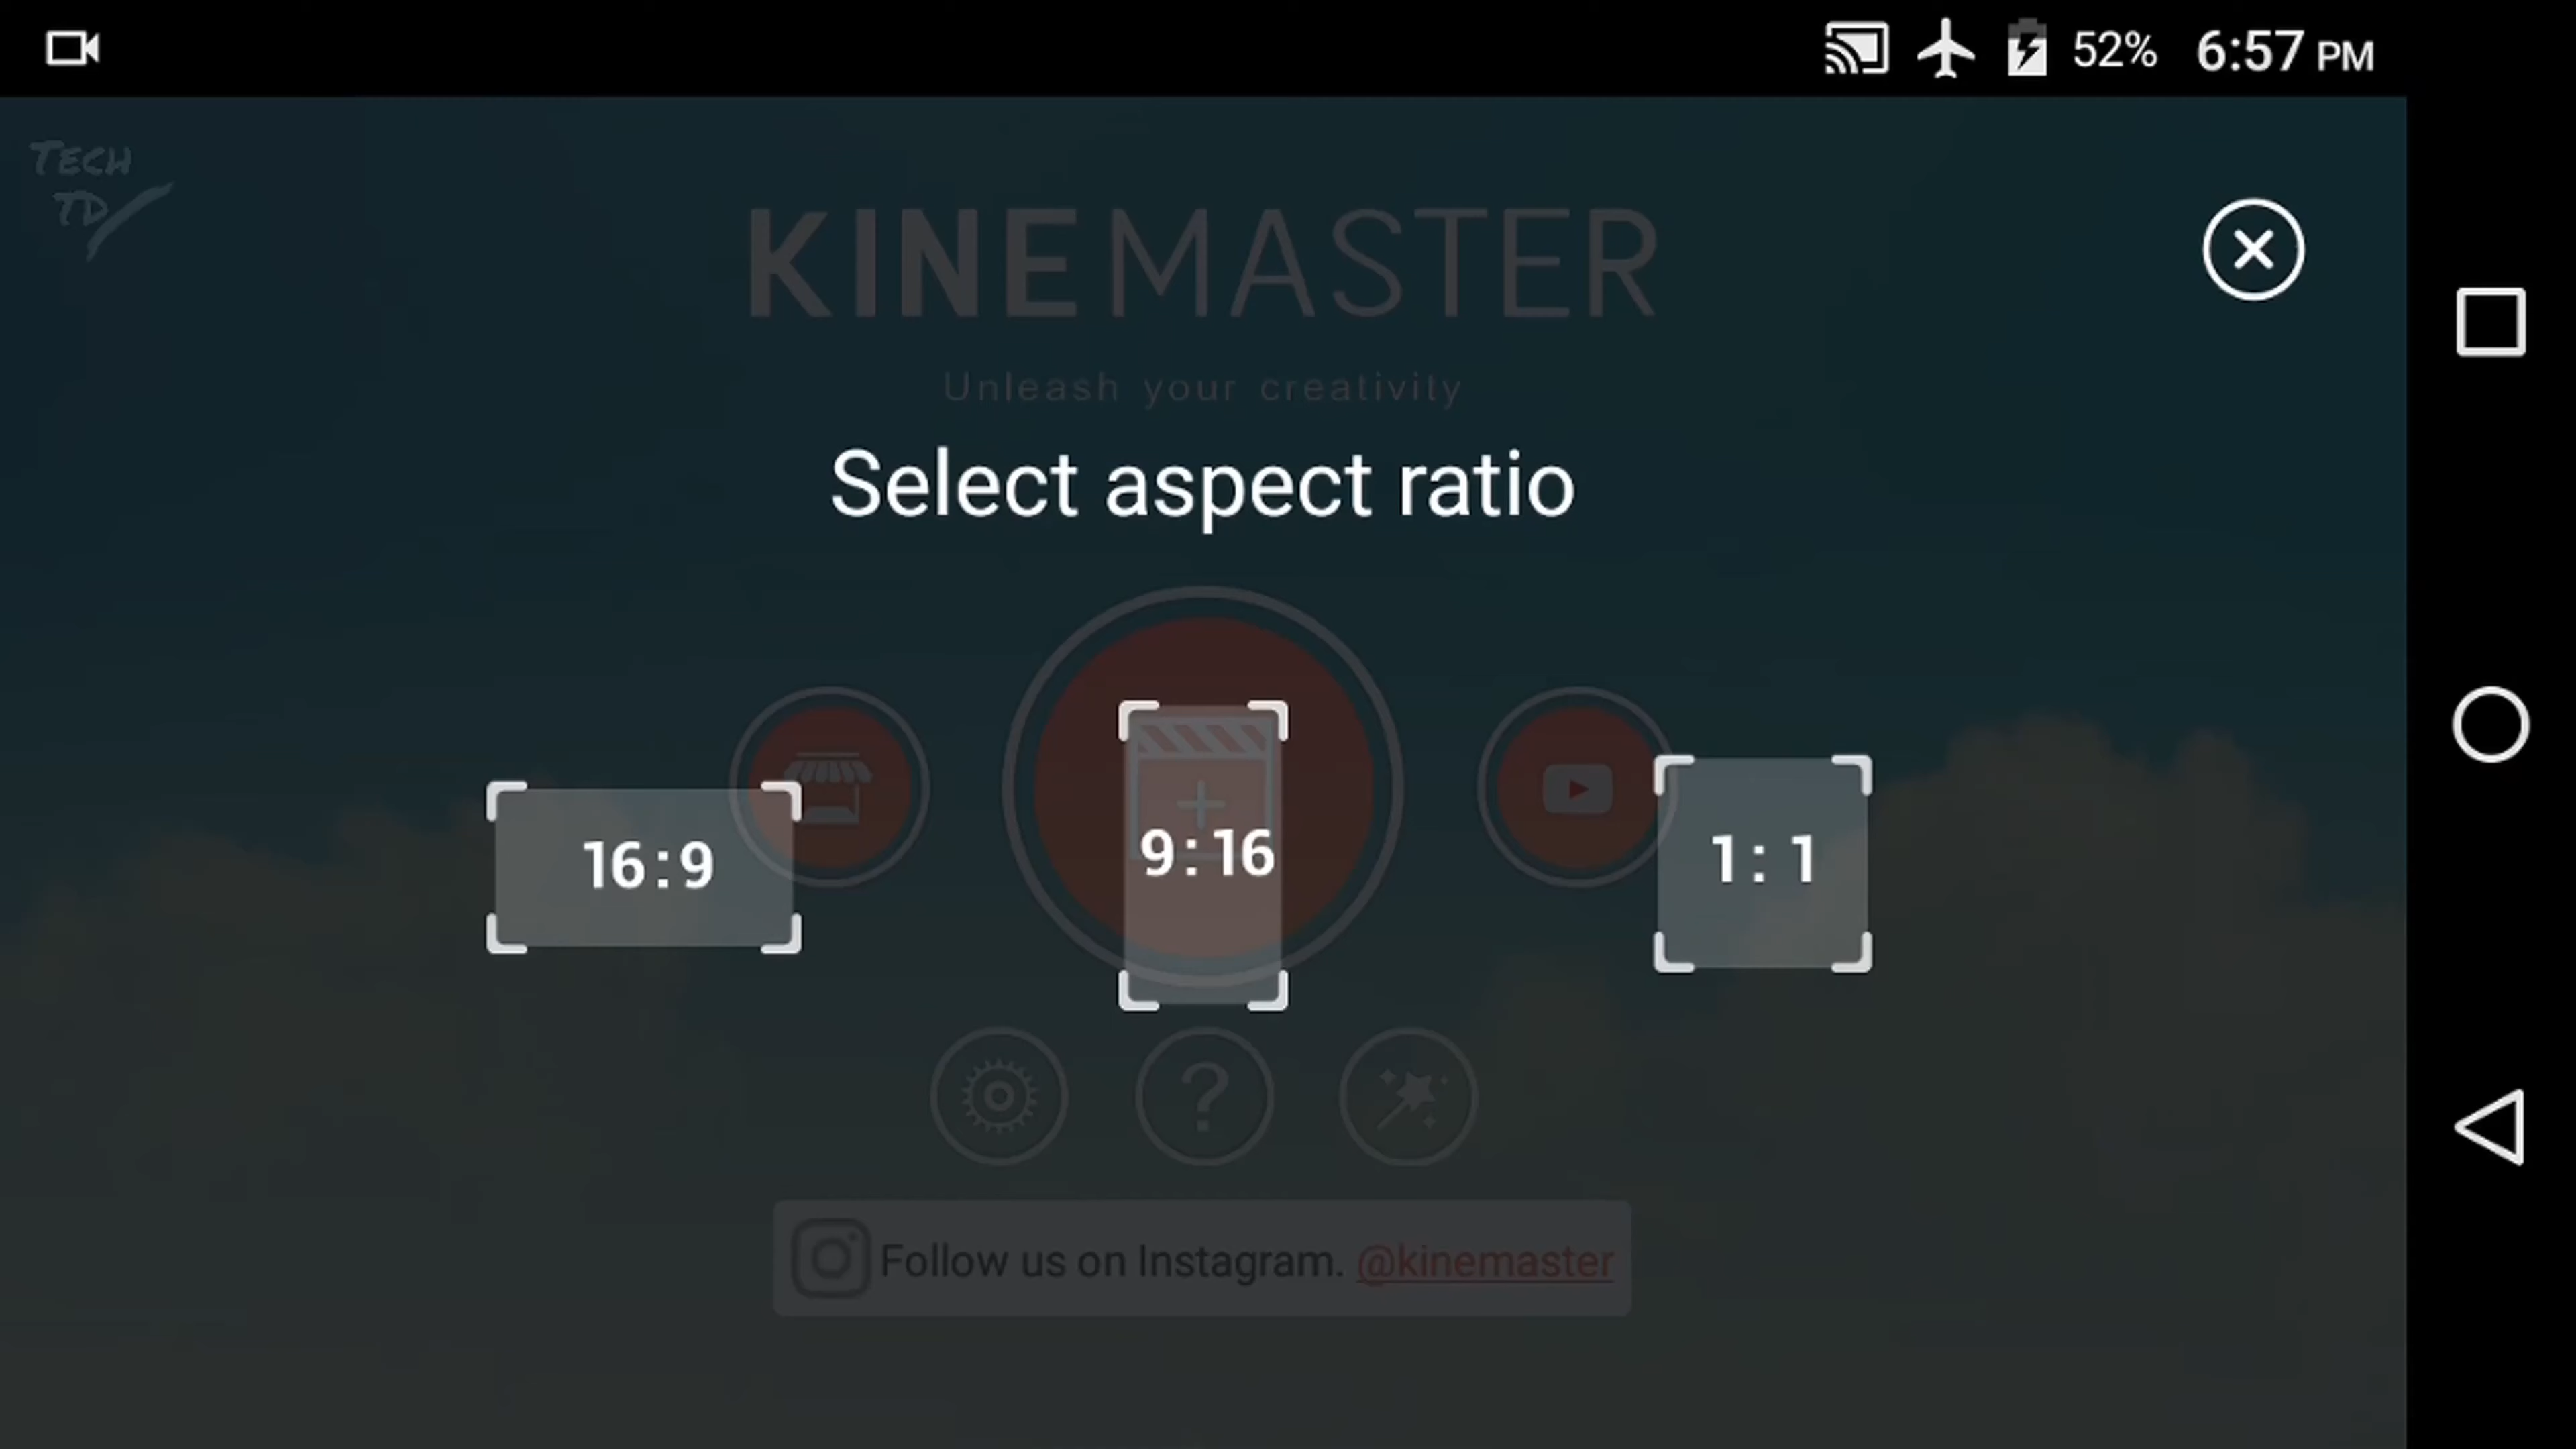 52% 6:57 PM
TECH
TD
KINEMASTER
Unleash your creativity
Select aspect ratio
16:9
9:16
1:1
?
Follow us on Instagram. @kinemaster